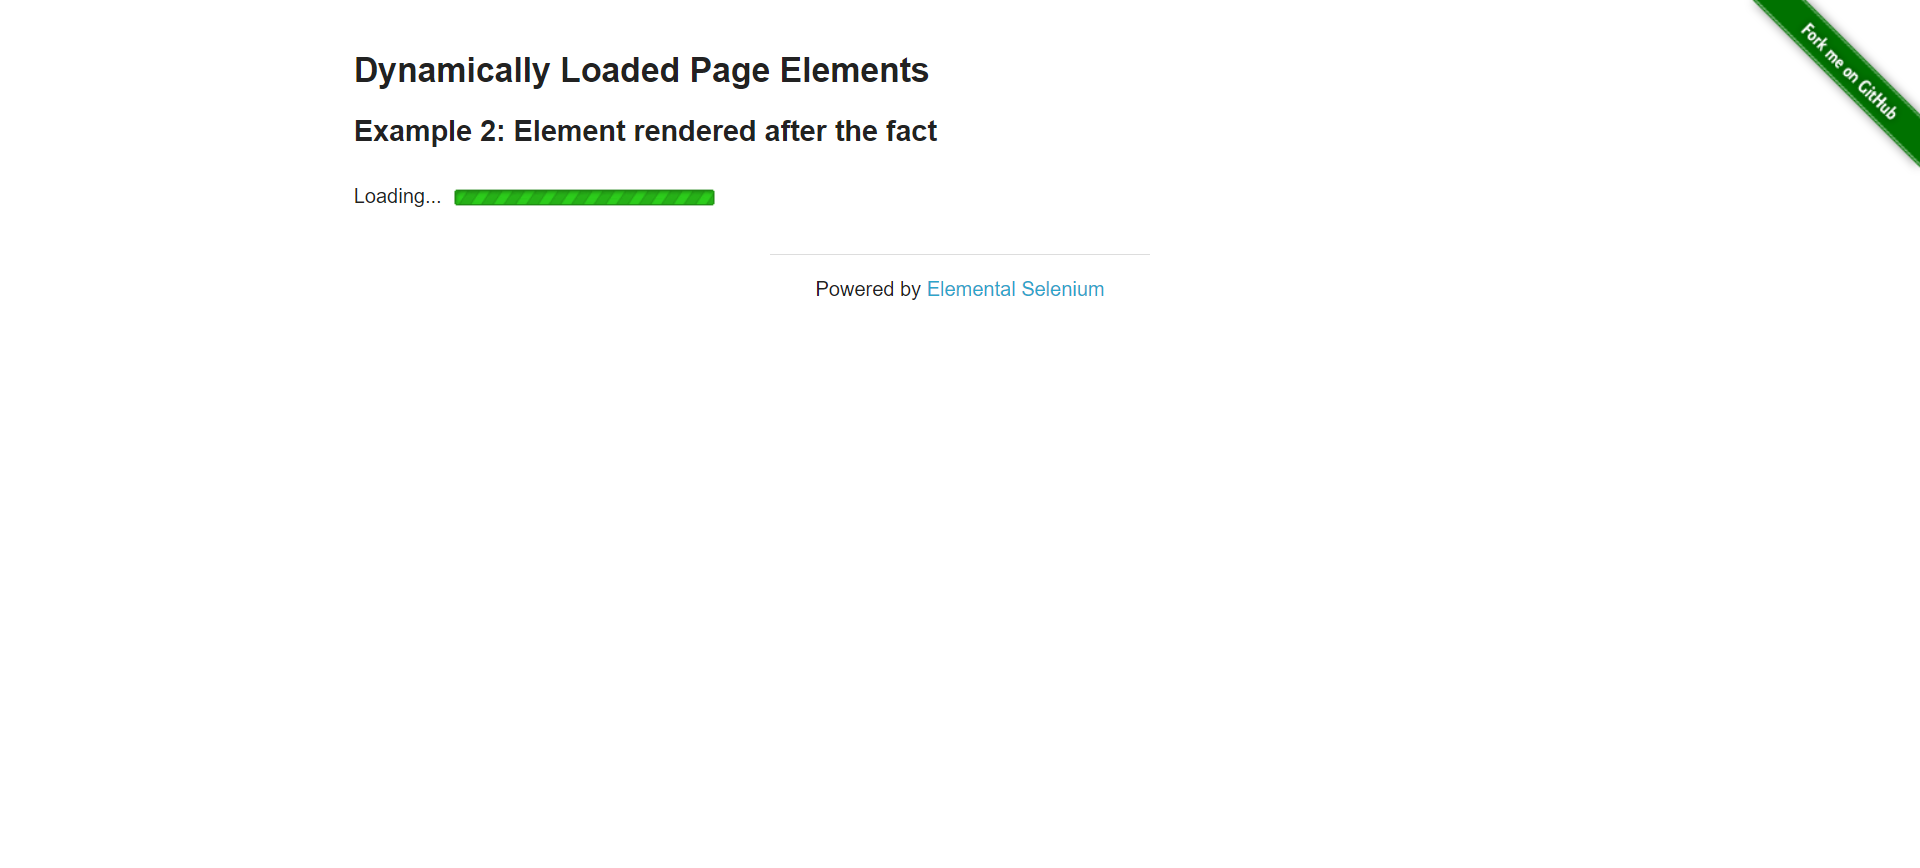 Dynamically Loaded Page Elements
Example 2: Element rendered after the fact
Loading...
Powered by Elemental Selenium
Fork me on GitHub